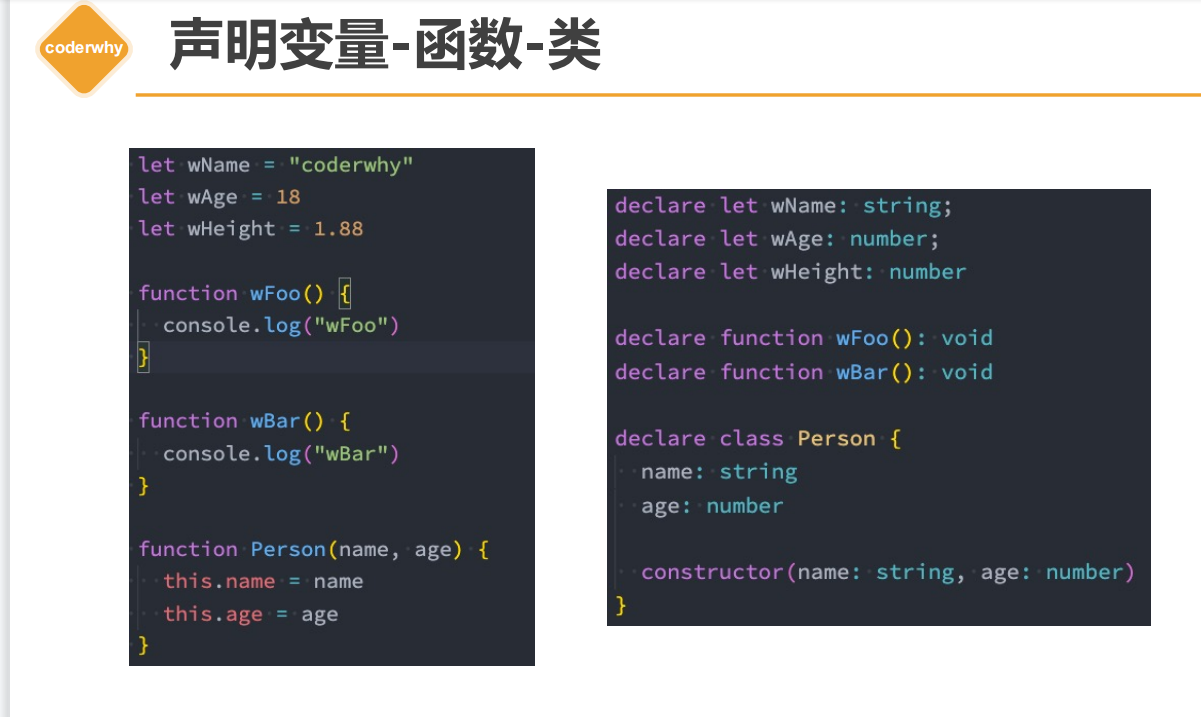 coderwhy
声明变量-函数-类
let wName = "coderwhy"
let wAge = 18
let wHeight = 1.88
function wFoo() {
  console.log("wFoo")
}
function wBar() {
  console.log("wBar")
}
function Person(name, age) {
  this.name = name
  this.age = age
}
declare let wName: string;
declare let wAge: number;
declare let wHeight: number
declare function wFoo(): void
declare function wBar(): void
declare class Person {
  name: string
  age: number
  constructor(name: string, age: number)
}